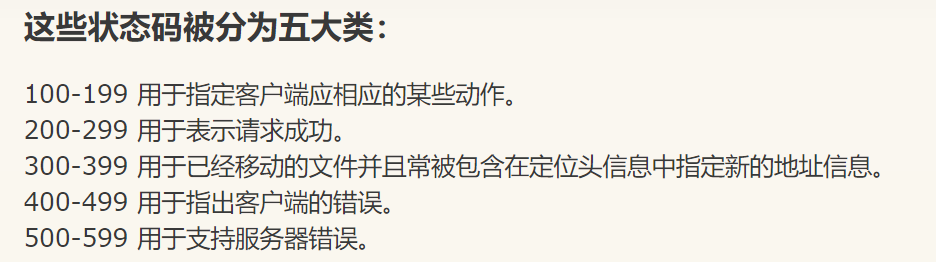 这些状态码被分为五大类：
100-199 用于指定客户端应相应的某些动作。
200-299 用于表示请求成功。
300-399 用于已经移动的文件并且常被包含在定位头信息中指定新的地址信息。
400-499 用于指出客户端的错误。
500-599 用于支持服务器错误。